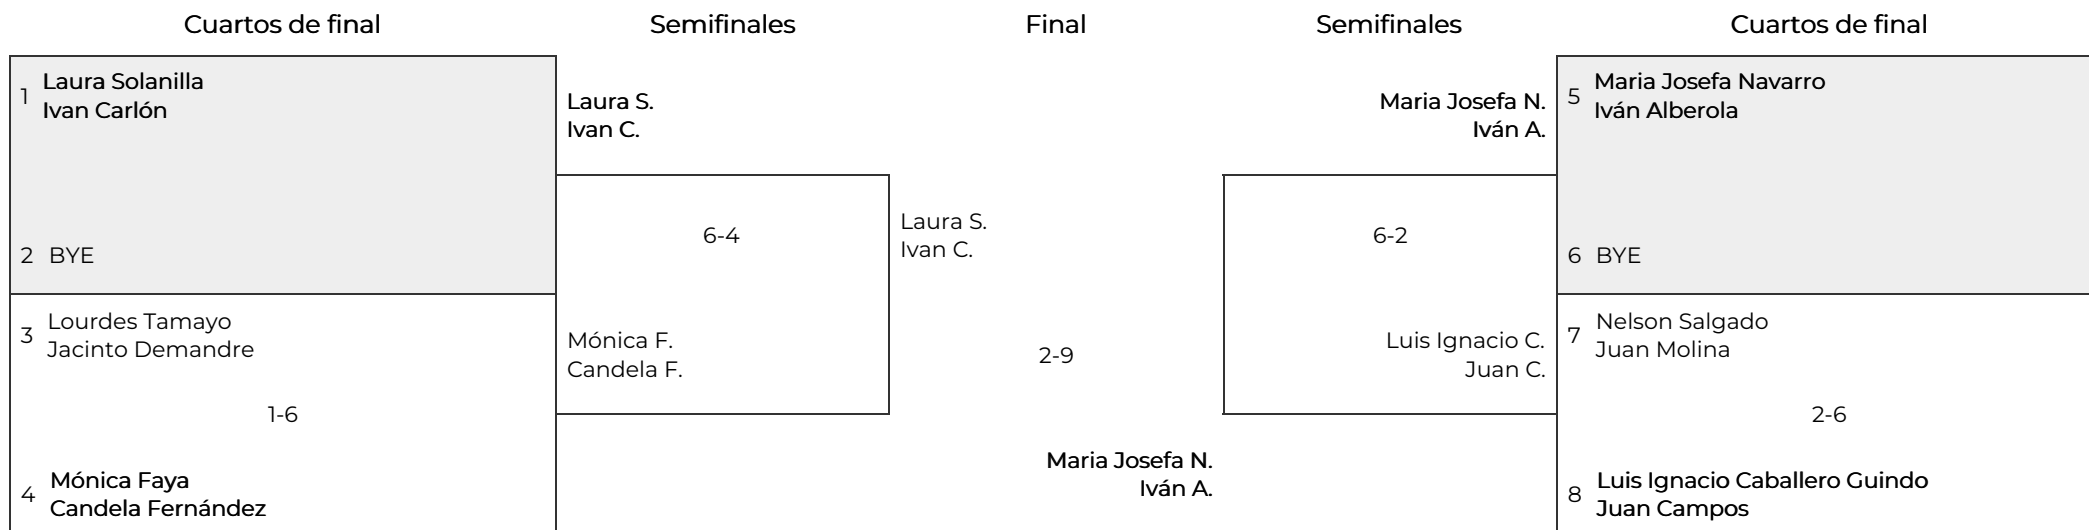 Cuartos de final
Semifinales
Final
Semifinales
Cuartos de final
1
Laura Solanilla
Ivan Carlón
2 BYE
3
Lourdes Tamayo
Jacinto Demandre
1-6
4
Mónica Faya
Candela Fernández
Laura S.
Ivan C.
6-4
Mónica F.
Candela F.
Laura S.
Ivan C.
2-9
Maria Josefa N.
Iván A.
Maria Josefa N.
Iván A.
6-2
Luis Ignacio C.
Juan C.
5
Maria Josefa Navarro
Iván Alberola
6 BYE
7
Nelson Salgado
Juan Molina
2-6
8
Luis Ignacio Caballero Guindo
Juan Campos